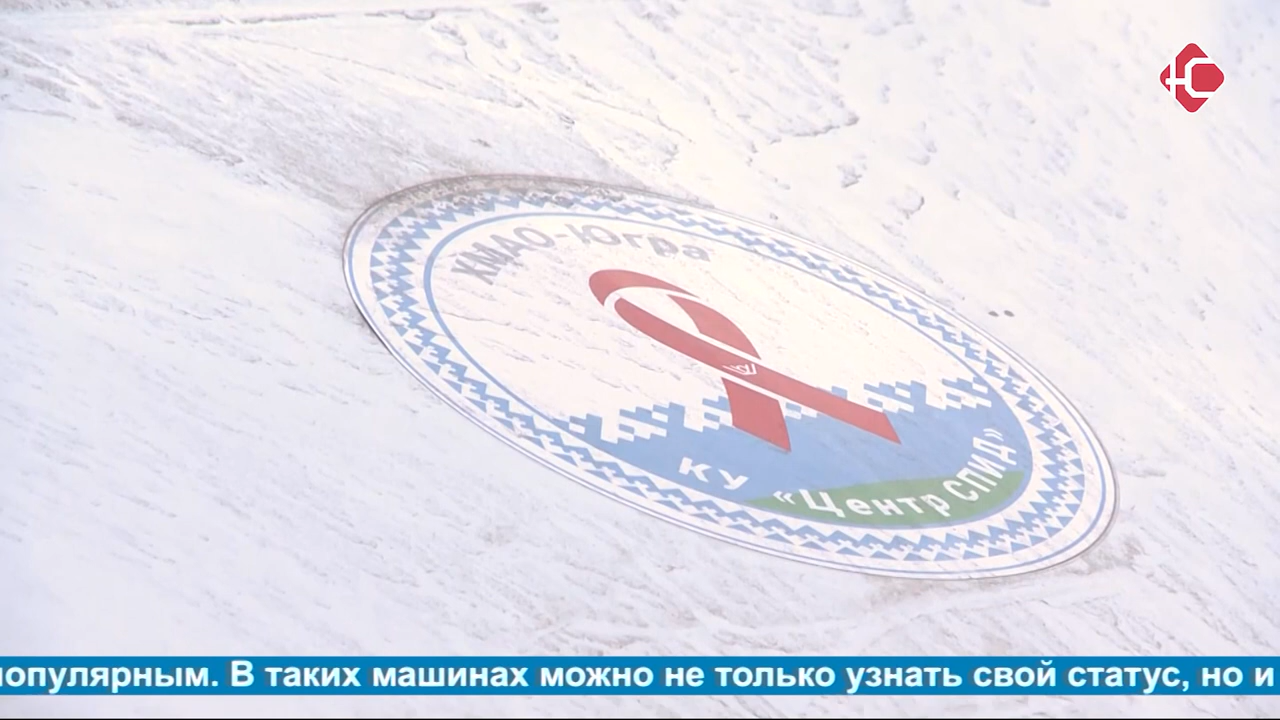 ХМАО-Югра
КУ
«Центр СПИД»
популярным. В таких машинах можно не только узнать свой статус, но и